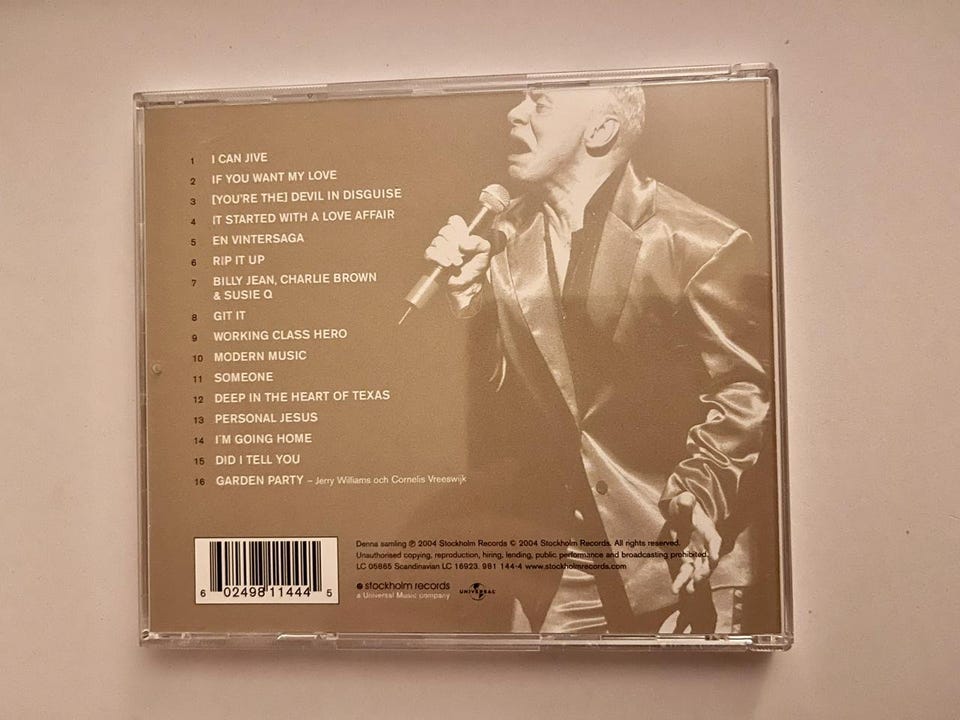 1 I CAN JIVE
2 IF YOU WANT MY LOVE
3 [YOU'RE THE] DEVIL IN DISGUISE
4 IT STARTED WITH A LOVE AFFAIR
5 EN VINTERSAGA
6 RIP IT UP
7 BILLY JEAN, CHARLIE BROWN
& SUSIE Q
8 GIT IT
9 WORKING CLASS HERO
10 MODERN MUSIC
11 SOMEONE
12 DEEP IN THE HEART OF TEXAS
13 PERSONAL JESUS
14 I'M GOING HOME
15 DID I TELL YOU
16 GARDEN PARTY – Jerry Williams och Cornelis Vreeswijk
Denna samling ℗ 2004 Stockholm Records © 2004 Stockholm Records. All rights reserved.
Unauthorised copying, reproduction, hiring, lending, public performance and broadcasting prohibited.
LC 05865 Scandinavian LC 16923. 981 144-4 www.stockholmrecords.com
6 02498 11444 5
stockholm records
a Universal Music company
UNIVERSAL